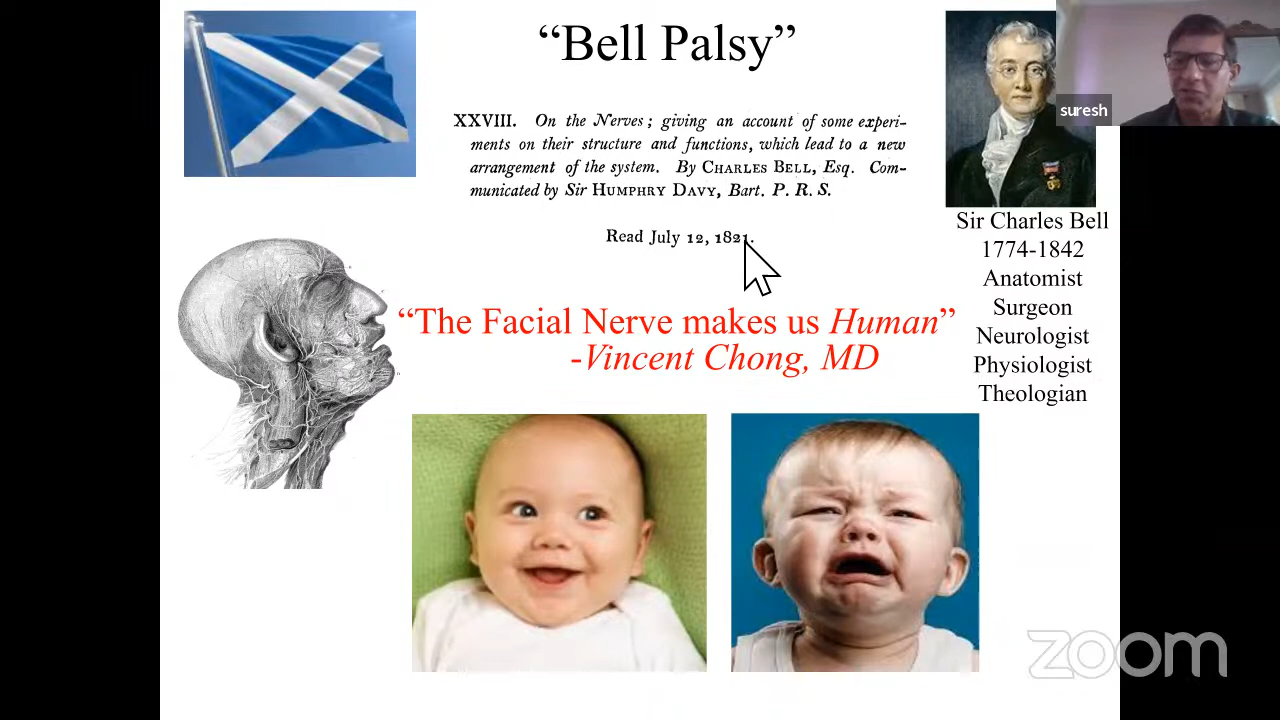 “Bell Palsy”
XXVIII. On the Nerves; giving an account of some experi-
ments on their structure and functions, which lead to a new
arrangement of the system. By CHARLES BELL, Esq. Com-
municated by Sir HUMPHRY DAVY, Bart. P. R. S.
Read July 12, 1821.
“The Facial Nerve makes us Human”
-Vincent Chong, MD
suresh
Sir Charles Bell
1774-1842
Anatomist
Surgeon
Neurologist
Physiologist
Theologian
zoom